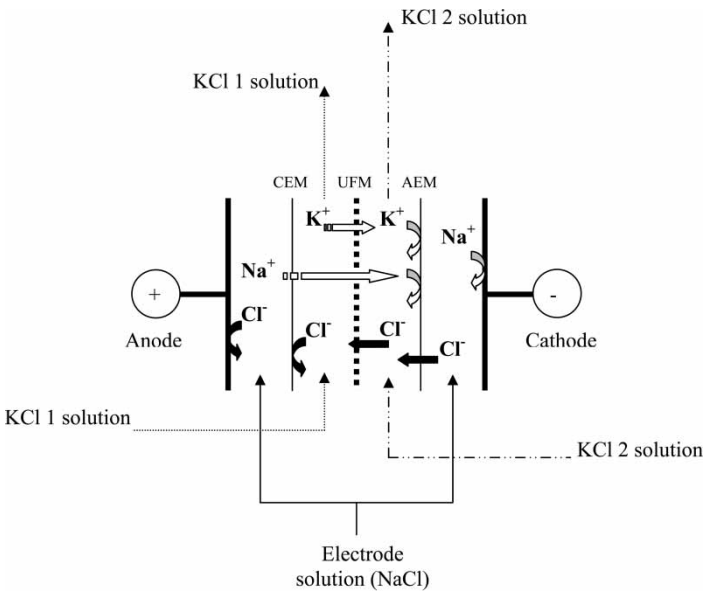 KCl 2 solution
KCl 1 solution
CEM UFM AEM
K⁺ K⁺
Na⁺
Na⁺
+
-
Cl⁻
Anode
Cl⁻
Cl⁻
Cl⁻
Cathode
KCl 1 solution
KCl 2 solution
Electrode
solution (NaCl)